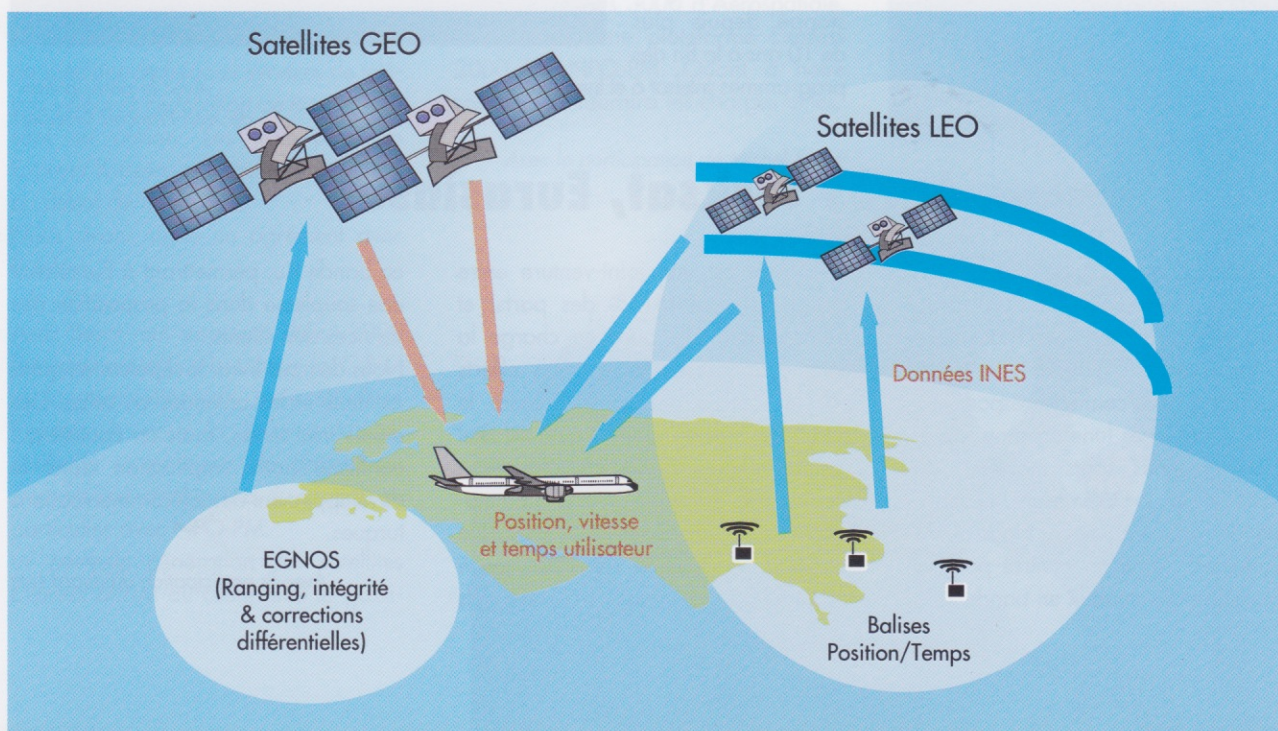 Satellites GEO
Satellites LEO
Données INES
Position, vitesse
et temps utilisateur
EGNOS
(Ranging, intégrité
& corrections
différentielles)
Balises
Position/Temps